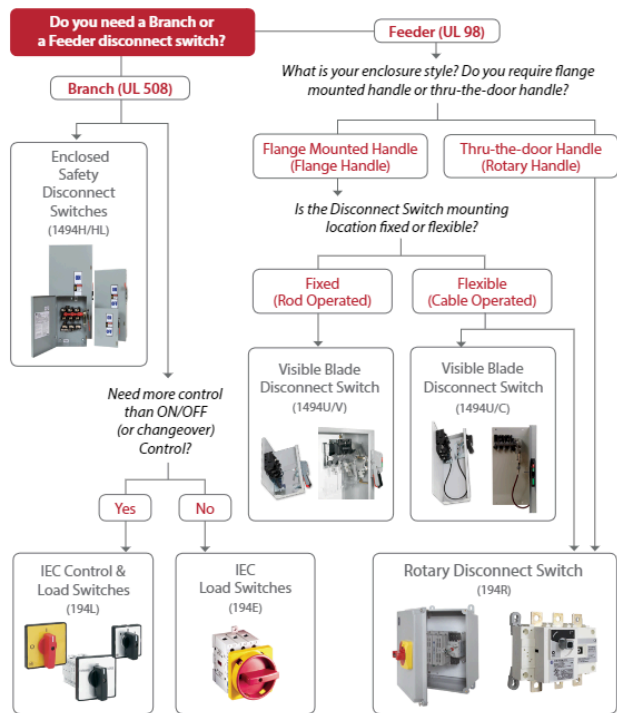 Do you need a Branch or
a Feeder disconnect switch?
Feeder (UL 98)
What is your enclosure style? Do you require flange
mounted handle or thru-the-door handle?
Branch (UL 508)
Flange Mounted Handle
(Flange Handle)
Thru-the-door Handle
(Rotary Handle)
Enclosed
Safety
Disconnect
Switches
(1494H/HL)
Is the Disconnect Switch mounting
location fixed or flexible?
Fixed
(Rod Operated)
Flexible
(Cable Operated)
Visible Blade
Disconnect Switch
(1494U/V)
Visible Blade
Disconnect Switch
(1494U/C)
Need more control
than ON/OFF
(or changeover)
Control?
Yes
No
IEC Control &
Load Switches
(194L)
IEC
Load Switches
(194E)
Rotary Disconnect Switch
(194R)